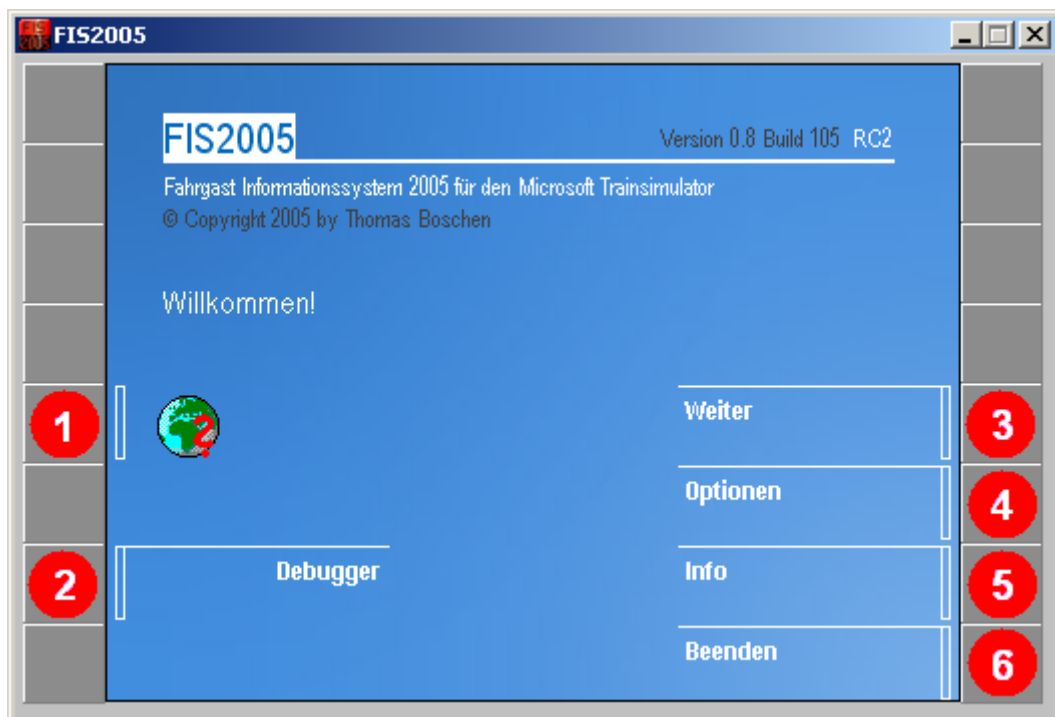 FIS2005
FIS2005 Version 0.8 Build 105 RC2
Fahrgast Informationssystem 2005 für den Microsoft Trainsimulator
© Copyright 2005 by Thomas Boschen
Willkommen!
1 ? Weiter 3
Optionen 4
2 Debugger Info 5
Beenden 6